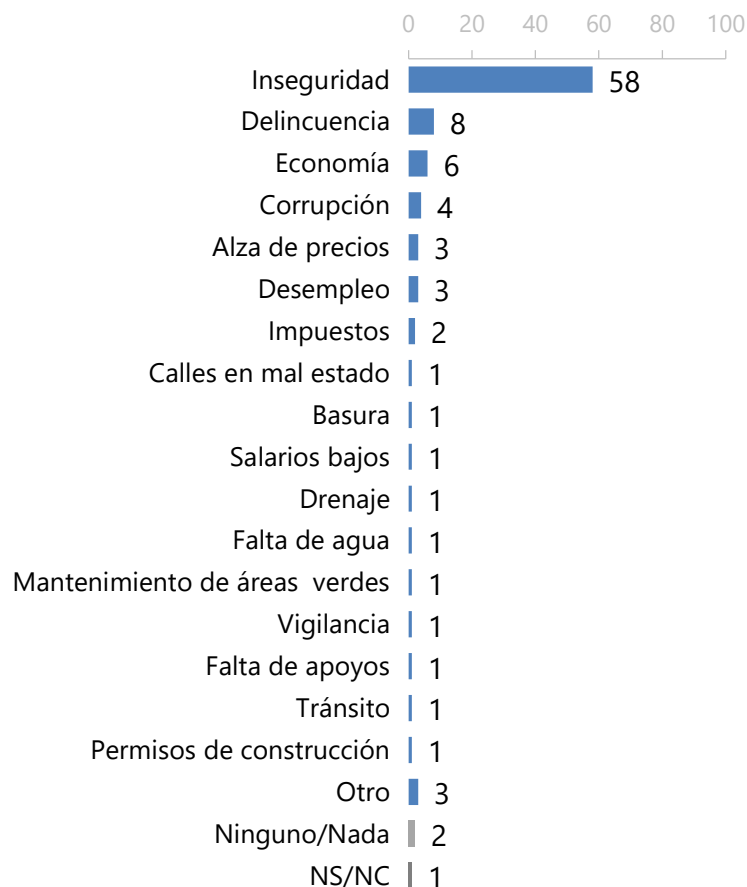 0 20 40 60 80 100
Inseguridad 58
Delincuencia 8
Economía 6
Corrupción 4
Alza de precios 3
Desempleo 3
Impuestos 2
Calles en mal estado 1
Basura 1
Salarios bajos 1
Drenaje 1
Falta de agua 1
Mantenimiento de áreas verdes 1
Vigilancia 1
Falta de apoyos 1
Tránsito 1
Permisos de construcción 1
Otro 3
Ninguno/Nada 2
NS/NC 1